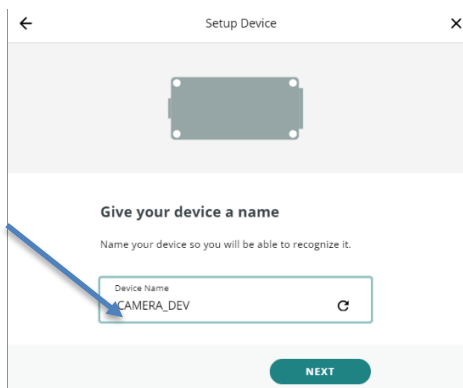 Setup Device
Give your device a name
Name your device so you will be able to recognize it.
Device Name
CAMERA_DEV
NEXT